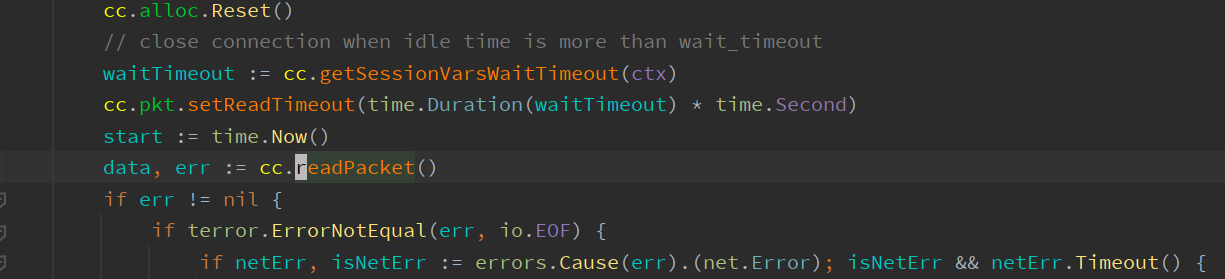 cc.alloc.Reset()
// close connection when idle time is more than wait_timeout
waitTimeout := cc.getSessionVarsWaitTimeout(ctx)
cc.pkt.setReadTimeout(time.Duration(waitTimeout) * time.Second)
start := time.Now()
data, err := cc.readPacket()
if err != nil {
if terror.ErrorNotEqual(err, io.EOF) {
if netErr, isNetErr := errors.Cause(err).(net.Error); isNetErr && netErr.Timeout() {